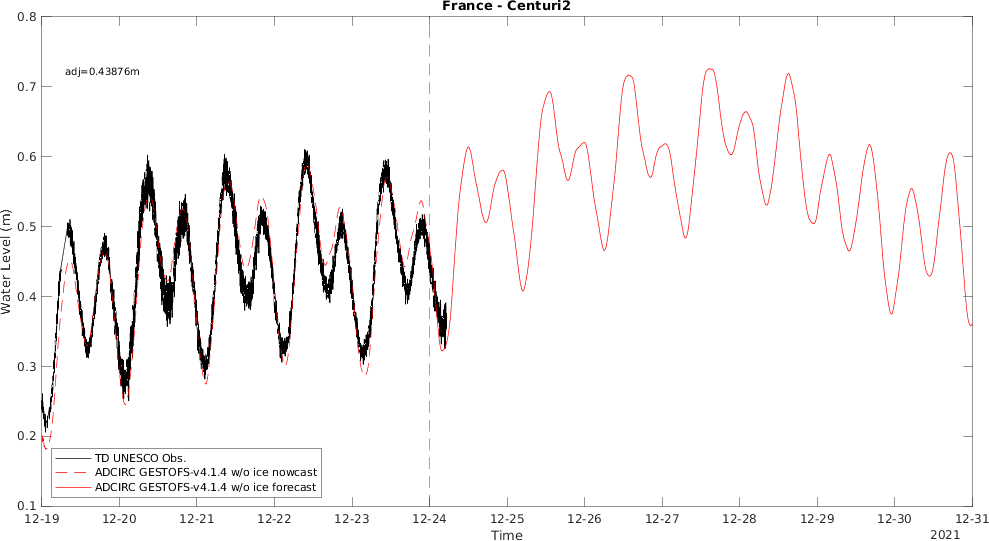 France - Centuri2
0.8
adj=0.43876m
0.7
0.6
0.5
0.4
0.3
0.2
0.1
Water Level (m)
TD UNESCO Obs.
ADCIRC GESTOFS-v4.1.4 w/o ice nowcast
ADCIRC GESTOFS-v4.1.4 w/o ice forecast
12-19 12-20 12-21 12-22 12-23 12-24 12-25 12-26 12-27 12-28 12-29 12-30 12-31
Time
2021